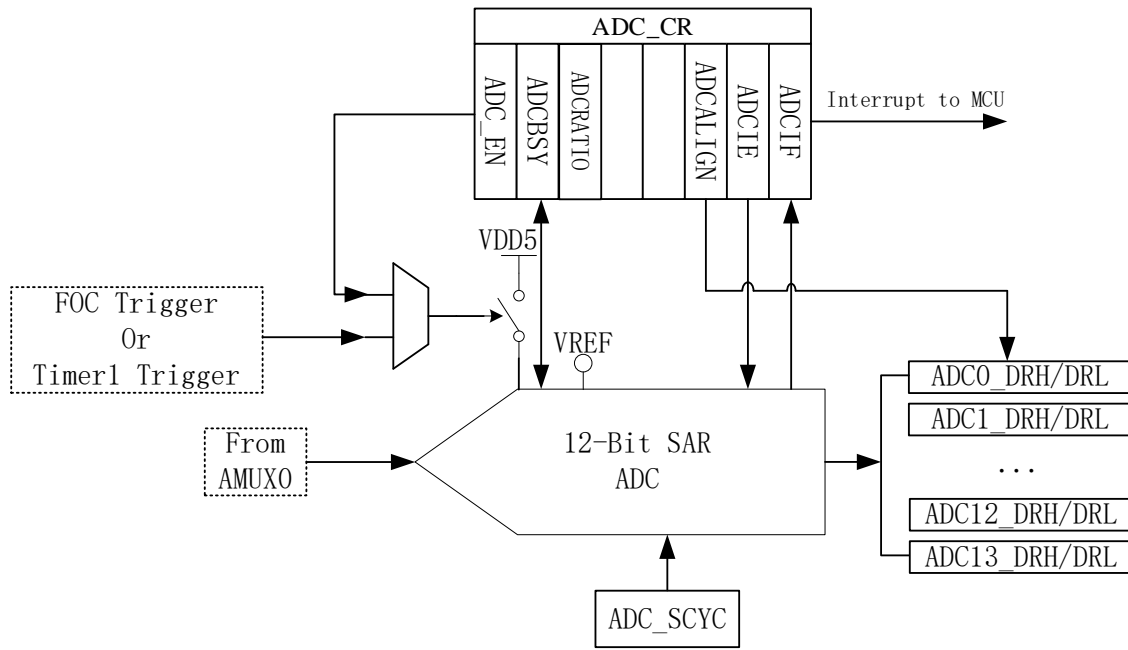 ADC_CR
ADC_EN
ADCBSY
ADCRATIO
ADCALIGN
ADCIE
ADCIF
Interrupt to MCU
VDD5
FOC Trigger
Or
Timer1 Trigger
VREF
From
AMUX0
12-Bit SAR
ADC
ADC0_DRH/DRL
ADC1_DRH/DRL
...
ADC12_DRH/DRL
ADC13_DRH/DRL
ADC_SCYC